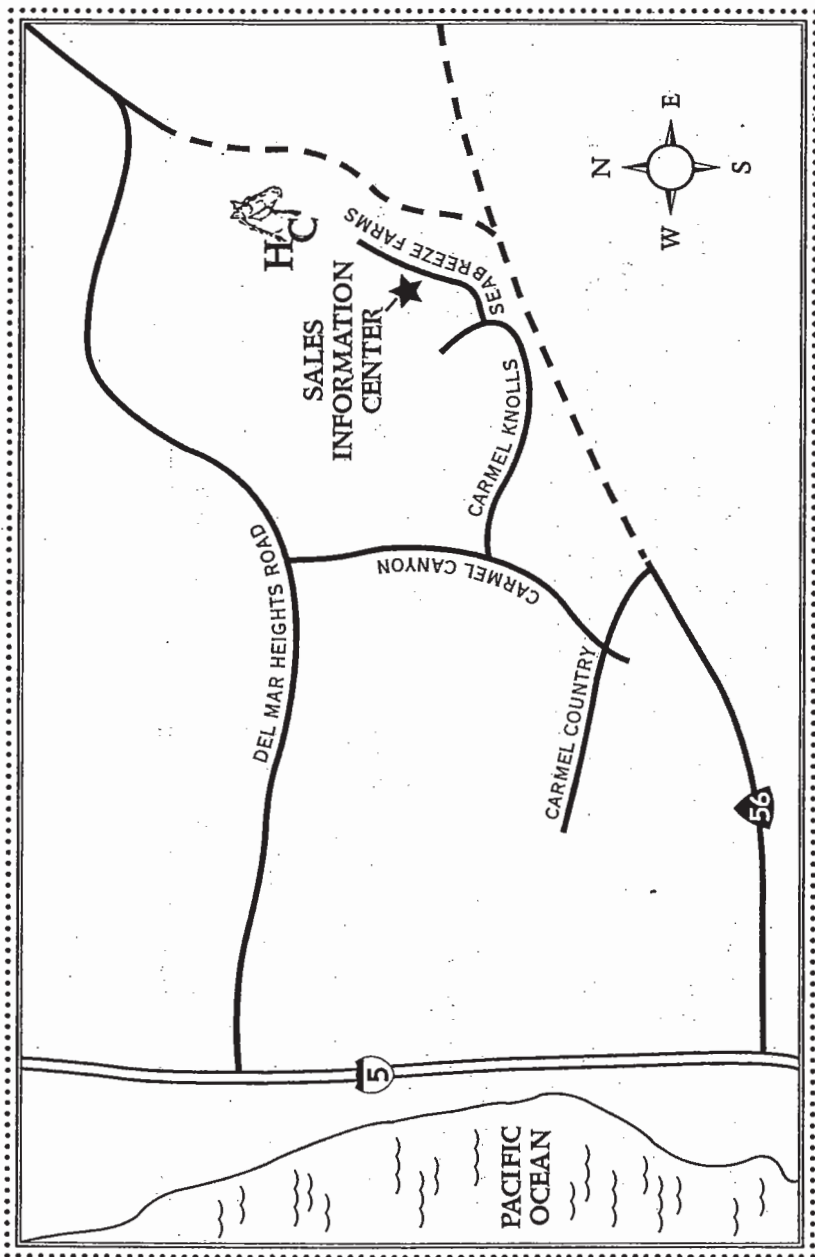 DEL MAR HEIGHTS ROAD
HC
SALES
INFORMATION
CENTER
SEABREEZE FARMS
CARMEL KNOLLS
CARMEL CANYON
CARMEL COUNTRY
N
W
E
S
5
56
PACIFIC
OCEAN